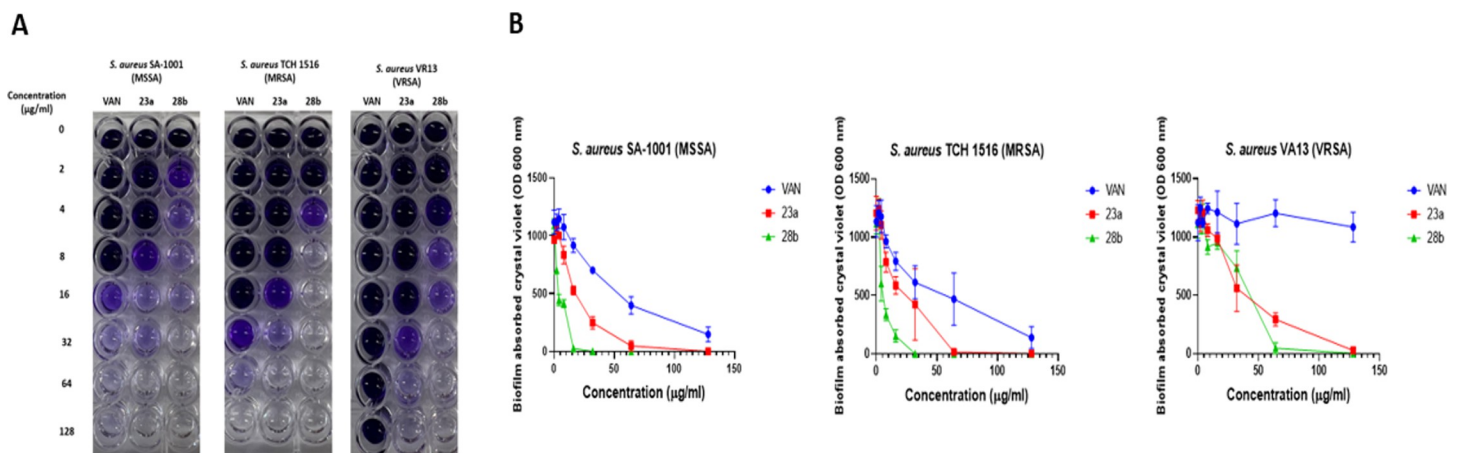 A
S. aureus SA-1001
(MSSA)
S. aureus TCH 1516
(MRSA)
S. aureus VR13
(VRSA)
Concentration
(µg/ml)
VAN 23a 28b
VAN 23a 28b
VAN 23a 28b
0
2
4
8
16
32
64
128
B
S. aureus SA-1001 (MSSA)
Biofilm absorbed crystal violet (OD 600 nm)
1500
1000
500
0
0 50 100 150
Concentration (µg/ml)
VAN
23a
28b
S. aureus TCH 1516 (MRSA)
Biofilm absorbed crystal violet (OD 600 nm)
1500
1000
500
0
0 50 100 150
Concentration (µg/ml)
VAN
23a
28b
S. aureus VA13 (VRSA)
Biofilm absorbed crystal violet (OD 600 nm)
1500
1000
500
0
0 50 100 150
Concentration (µg/ml)
VAN
23a
28b